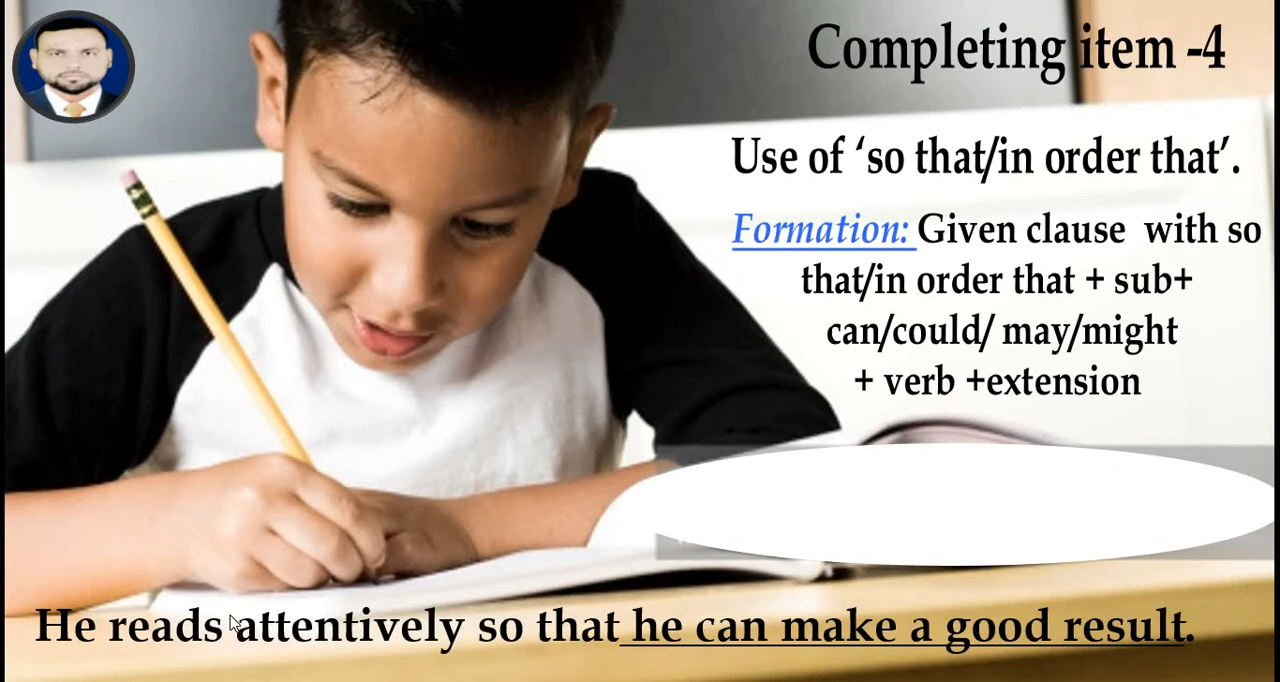 Completing item -4
Use of ‘so that/in order that’.
Formation: Given clause with so
that/in order that + sub+
can/could/ may/might
+ verb +extension
He reads attentively so that he can make a good result.